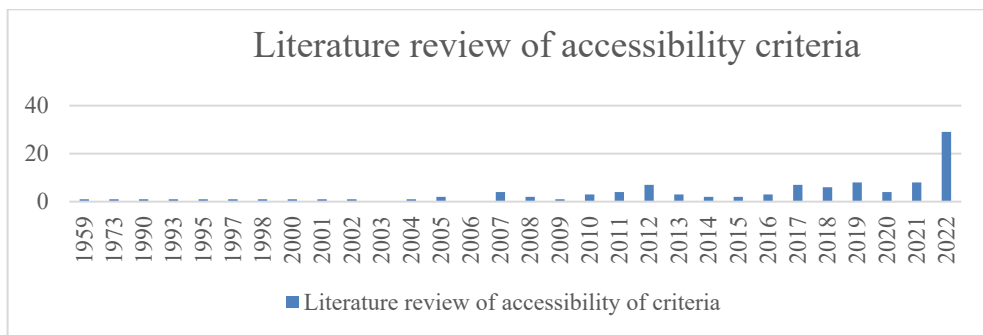 Literature review of accessibility criteria
40
20
0
1959 1973 1990 1993 1995 1997 1998 2000 2001 2002 2003 2004 2005 2006 2007 2008 2009 2010 2011 2012 2013 2014 2015 2016 2017 2018 2019 2020 2021 2022
Literature review of accessibility of criteria